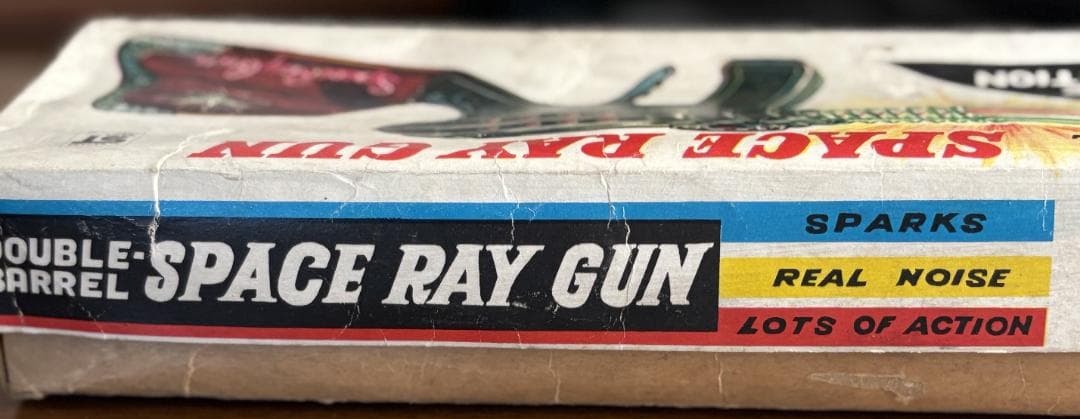 SPACE RAY GUN
DOUBLE-
BARREL
SPACE RAY GUN
SPARKS
REAL NOISE
LOTS OF ACTION